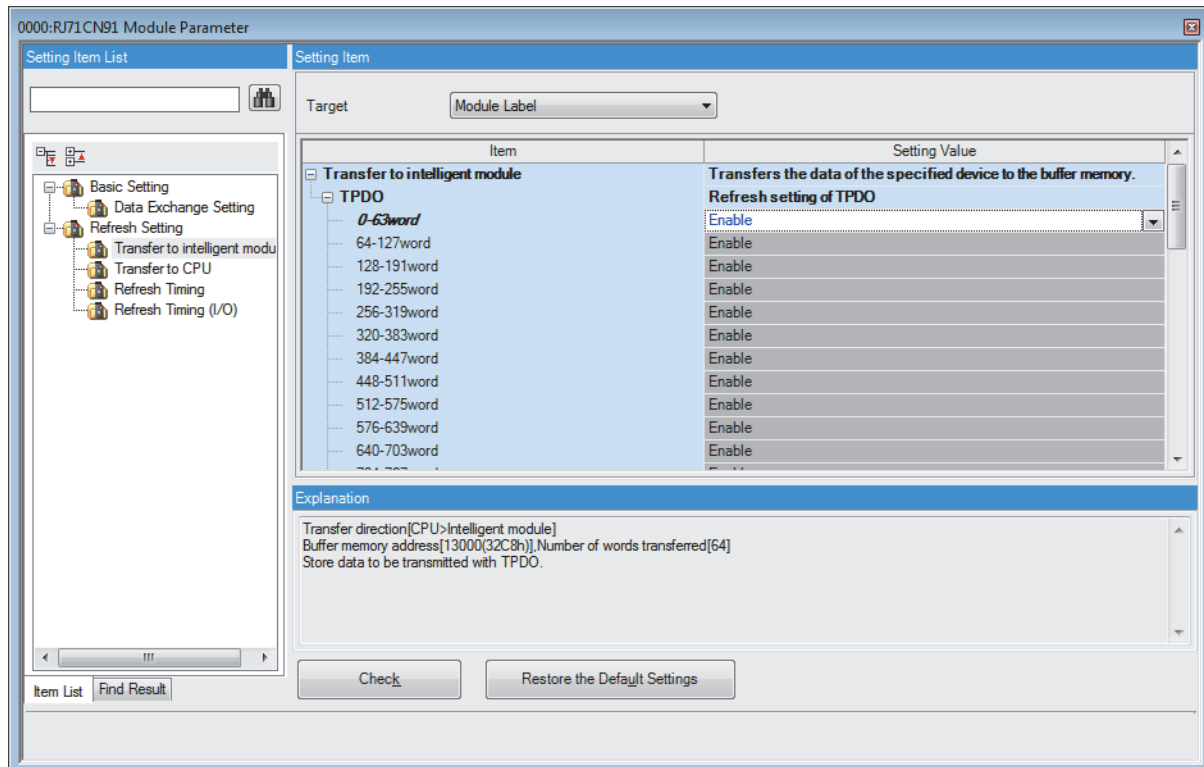 0000:RJ71CN91 Module Parameter
Setting Item List
Setting Item
Target
Module Label
Item
Setting Value
Basic Setting
Data Exchange Setting
Refresh Setting
Transfer to intelligent modu
Transfer to CPU
Refresh Timing
Refresh Timing (I/O)
Transfer to intelligent module
Transfers the data of the specified device to the buffer memory.
TPDO
Refresh setting of TPDO
0-63word
Enable
64-127word
Enable
128-191word
Enable
192-255word
Enable
256-319word
Enable
320-383word
Enable
384-447word
Enable
448-511word
Enable
512-575word
Enable
576-639word
Enable
640-703word
Enable
Explanation
Transfer direction[CPU>Intelligent module]
Buffer memory address[13000(32C8h)],Number of words transferred[64]
Store data to be transmitted with TPDO.
Item List
Find Result
Check
Restore the Default Settings